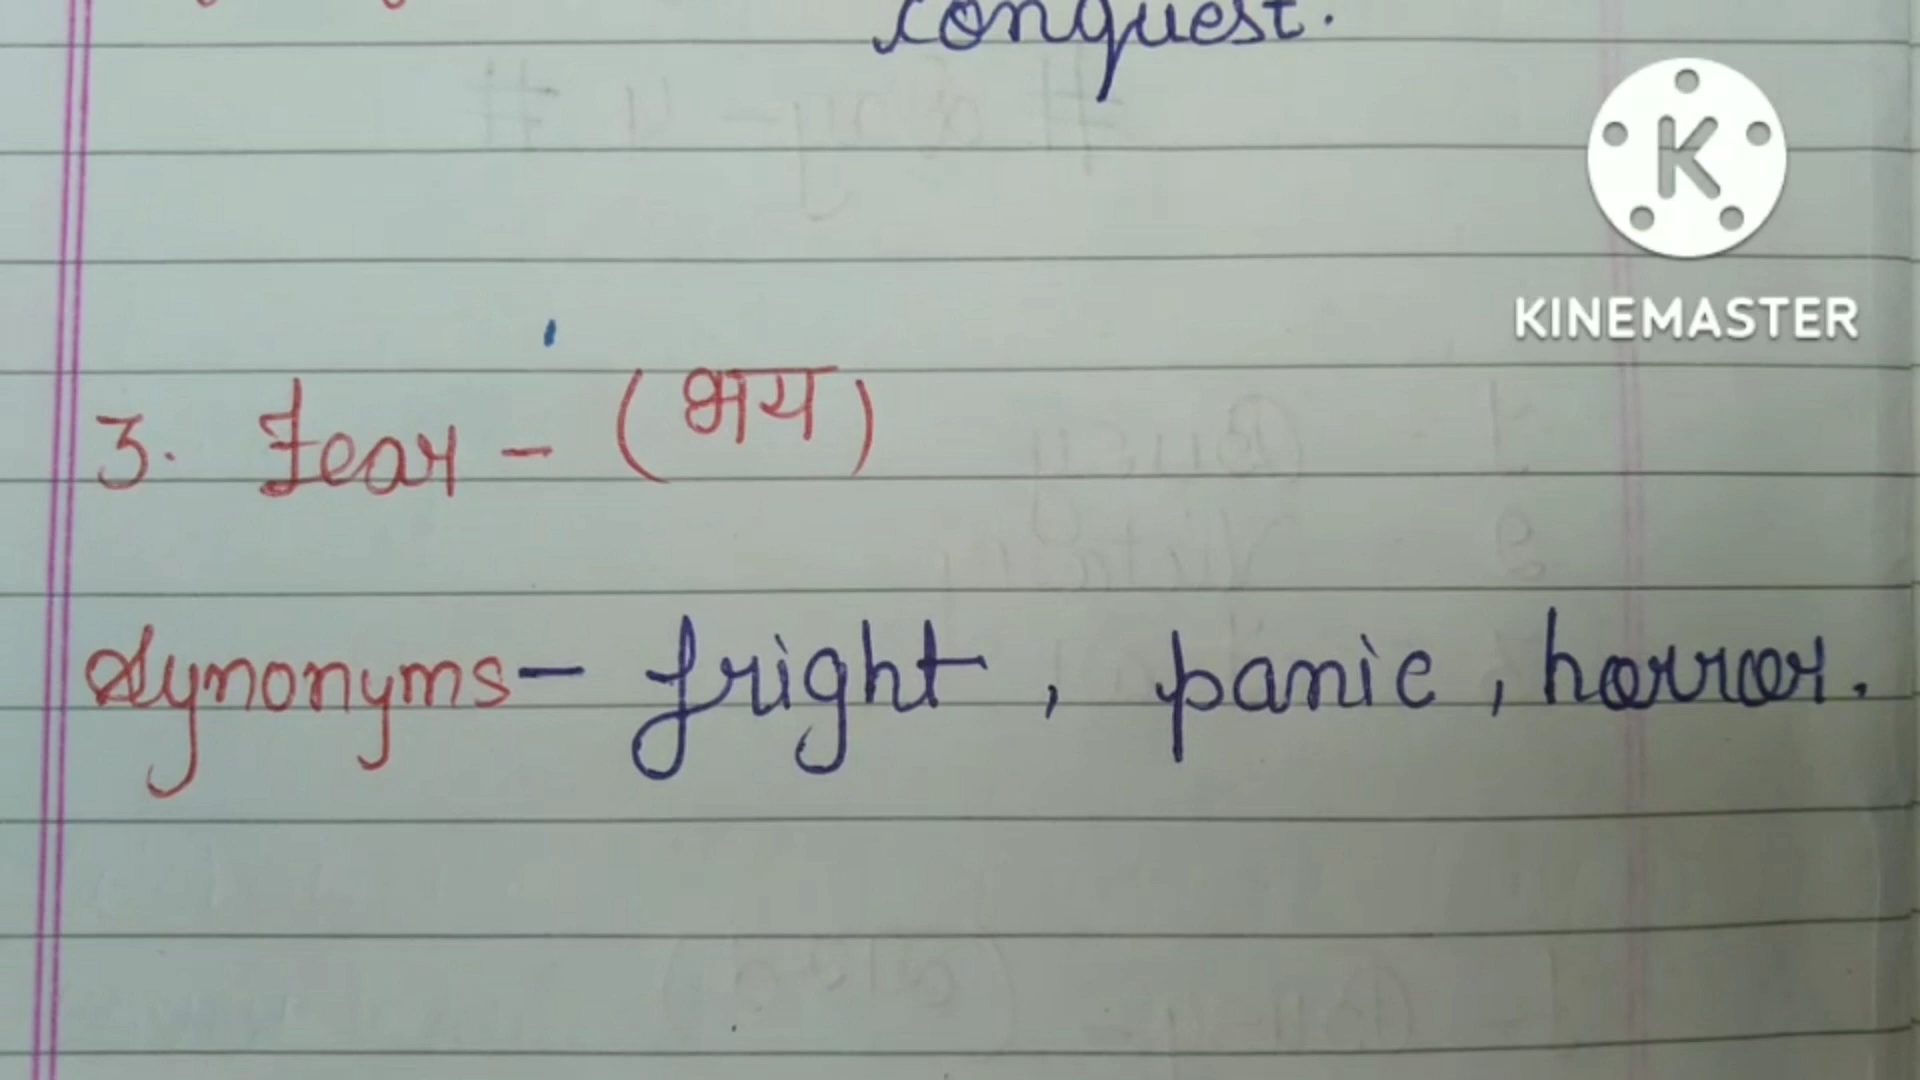 conquest.
KINEMASTER
3. Fear - (भय)
Synonyms - fright, panic, horror.